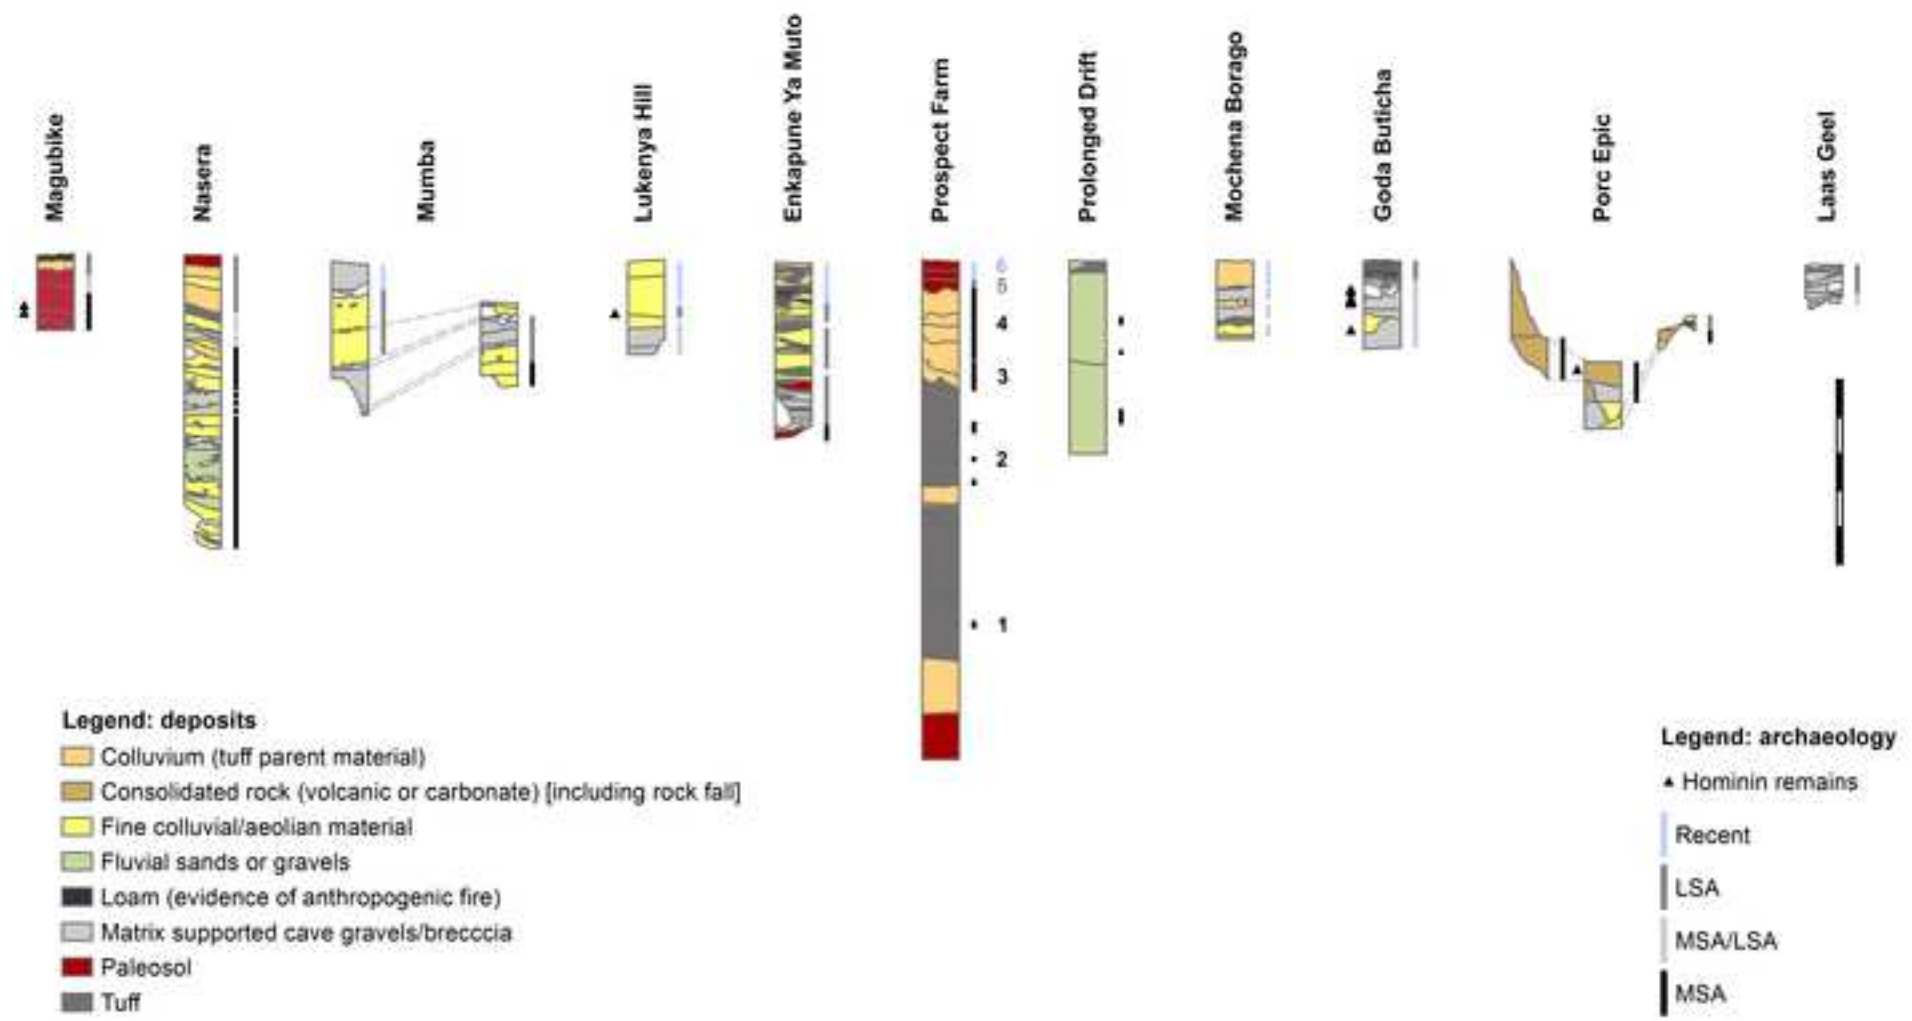 Magubike
Nasera
Mumba
Lukenya Hill
Enkapune Ya Muto
Prospect Farm
Prolonged Drift
Mochena Borago
Goda Buticha
Porc Epic
Laas Geel
6
5
4
3
2
1
Legend: deposits
Colluvium (tuff parent material)
Consolidated rock (volcanic or carbonate) [including rock fall]
Fine colluvial/aeolian material
Fluvial sands or gravels
Loam (evidence of anthropogenic fire)
Matrix supported cave gravels/brecccia
Paleosol
Tuff
Legend: archaeology
Hominin remains
Recent
LSA
MSA/LSA
MSA